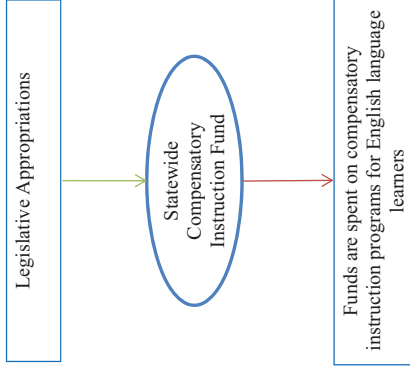 Legislative Appropriations
Statewide
Compensatory
Instruction Fund
Funds are spent on compensatory
instruction programs for English language
learners